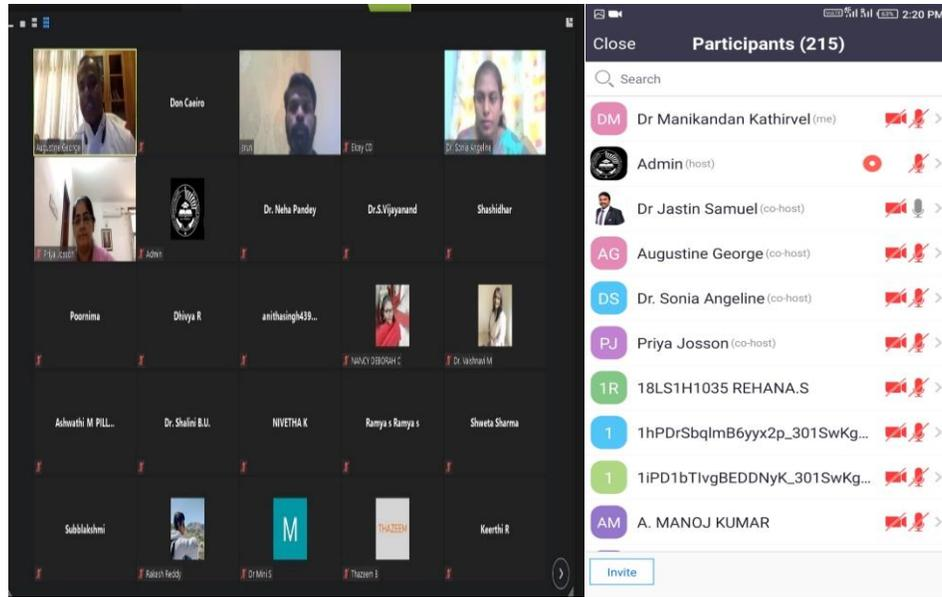 Augustine George
Don Caeiro
arun
Elcey CD
Dr. Sonia Angeline
Priya Josson
Admin
Dr. Neha Pandey
Dr.S.Vijayanand
Shashidhar
Poornima
Dhivya R
anithasingh439...
NANCY DEBORAH C
Dr. Vaishnavi M
Ashwathi M PILL...
Dr. Shalini B.U.
NIVETHA K
Ramya s Ramya s
Shweta Sharma
Subblakshmi
Rakash Reddy
M
Dr Mini S
THAZEEM
Thazeem B
Keerthi R
2:20 PM
Close Participants (215)
Search
DM Dr Manikandan Kathirvel (me)
Admin (host)
Dr Jastin Samuel (co-host)
AG Augustine George (co-host)
DS Dr. Sonia Angeline (co-host)
PJ Priya Josson (co-host)
1R 18LS1H1035 REHANA.S
1 1hPDrSbqlmB6yyx2p_301SwKg...
1 1iPD1bTIvgBEDDNyK_301SwKg...
AM A. MANOJ KUMAR
Invite